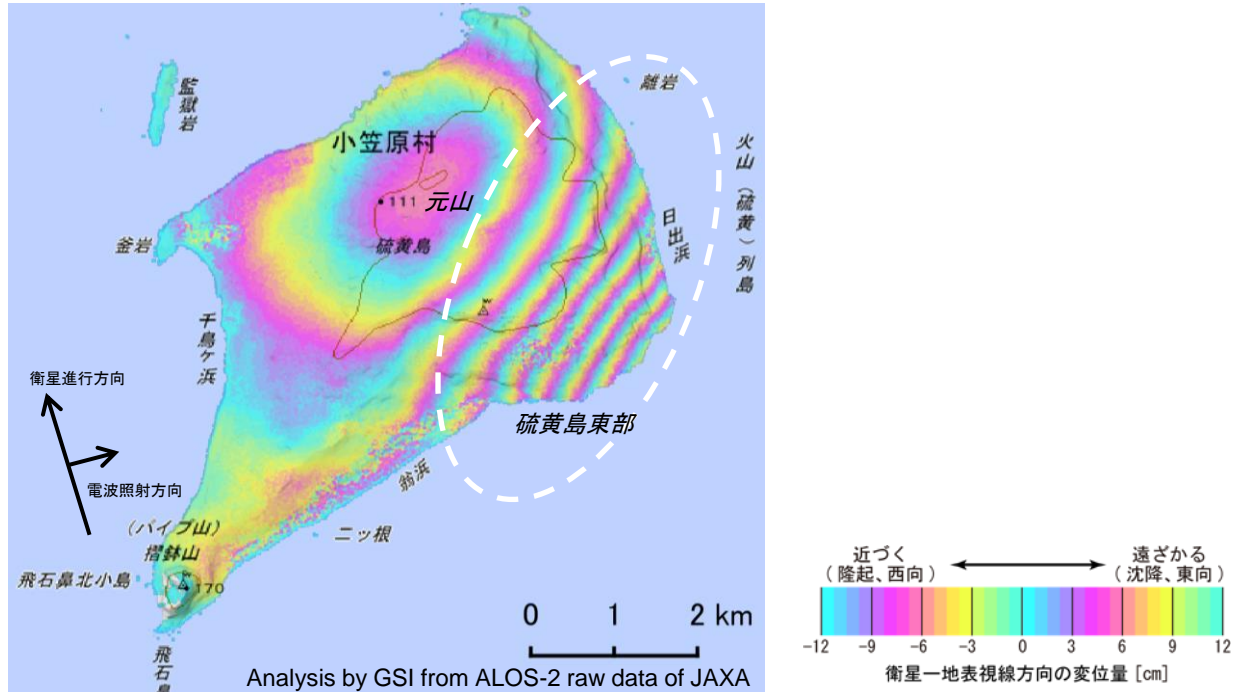 監獄岩
離岩
小笠原村
火山(硫黄)列島
111 元山
日出浜
釜岩
硫黄島
千鳥ヶ浜
衛星進行方向
硫黄島東部
電波照射方向
翁浜
(パイプ山)
二ッ根
摺鉢山
飛石鼻北小島
170
0 1 2 km
飛石鼻
Analysis by GSI from ALOS-2 raw data of JAXA
近づく
(隆起、西向)
遠ざかる
(沈降、東向)
-12 -9 -6 -3 0 3 6 9 12
衛星―地表視線方向の変位量 [cm]